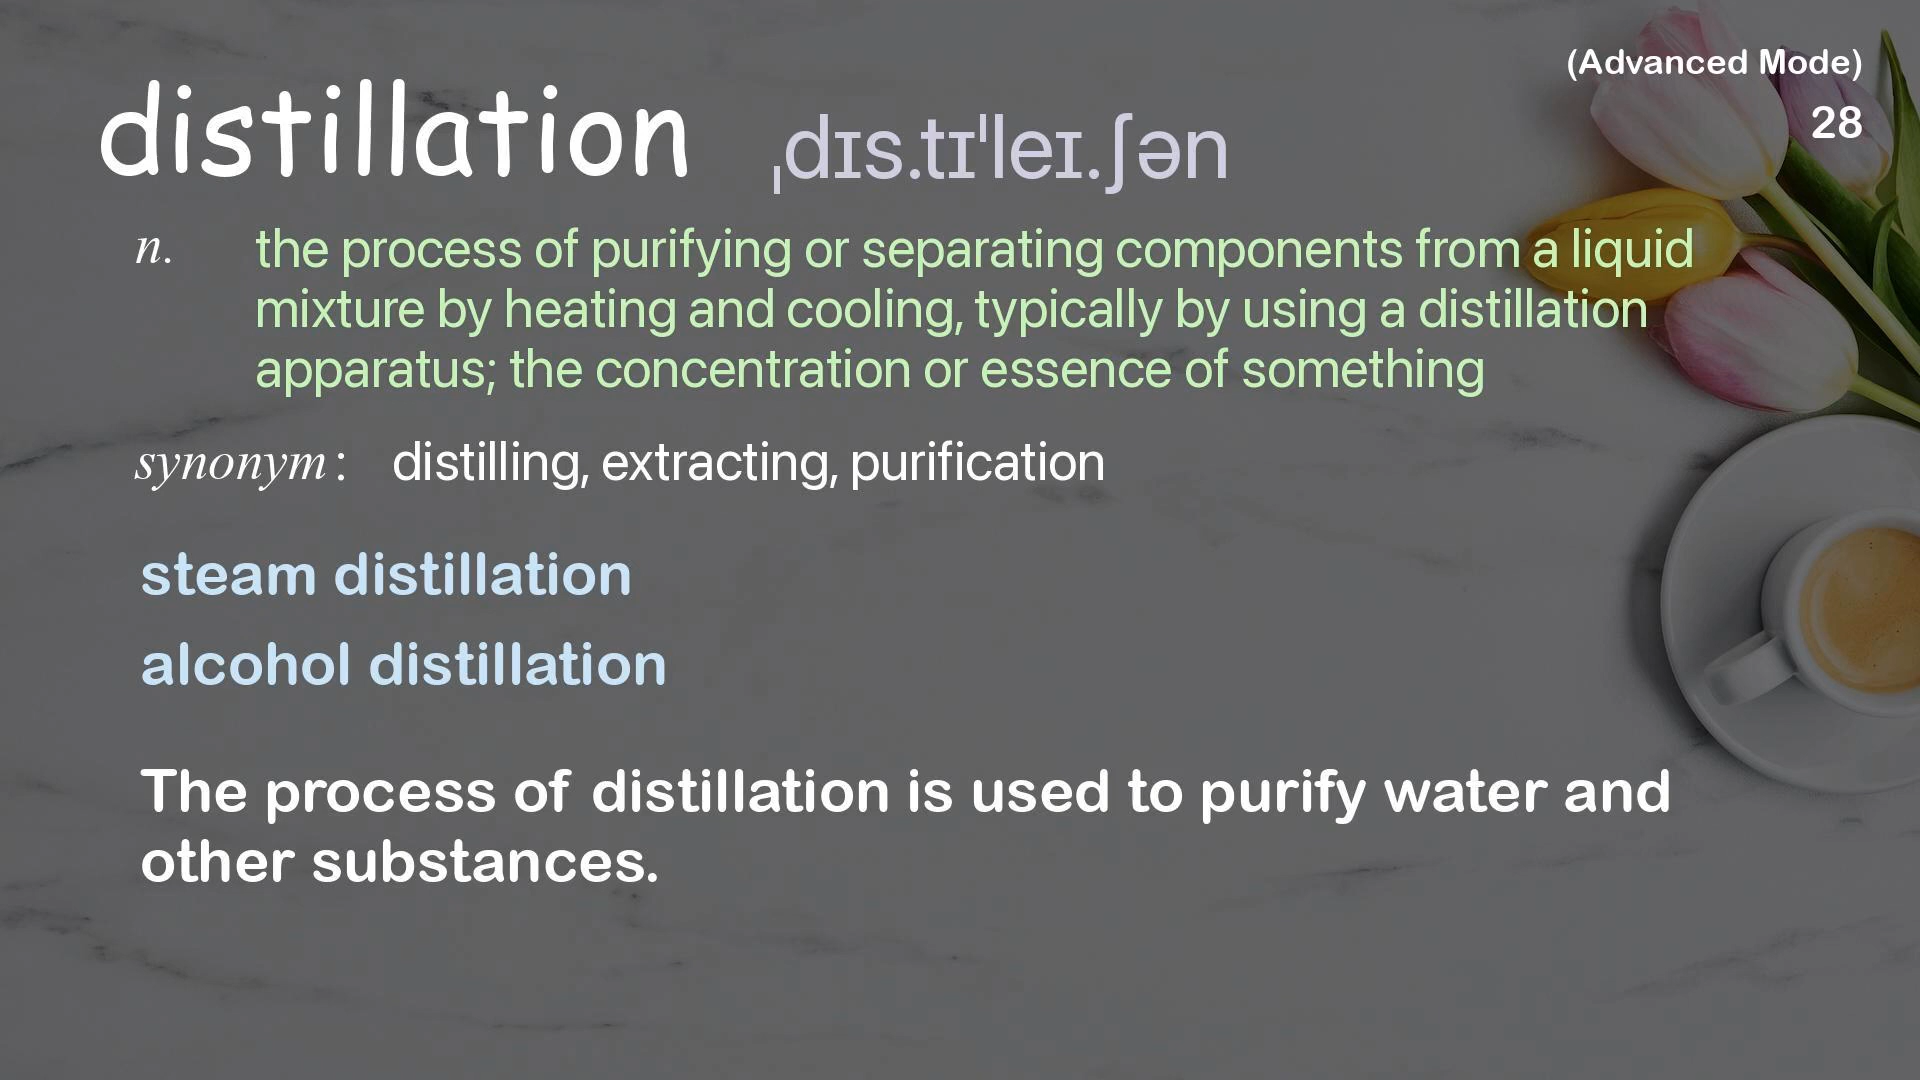 (Advanced Mode)
28
distillation ˌdɪs.tɪˈleɪ.ʃən
n. the process of purifying or separating components from a liquid
mixture by heating and cooling, typically by using a distillation
apparatus; the concentration or essence of something
synonym: distilling, extracting, purification
steam distillation
alcohol distillation
The process of distillation is used to purify water and
other substances.